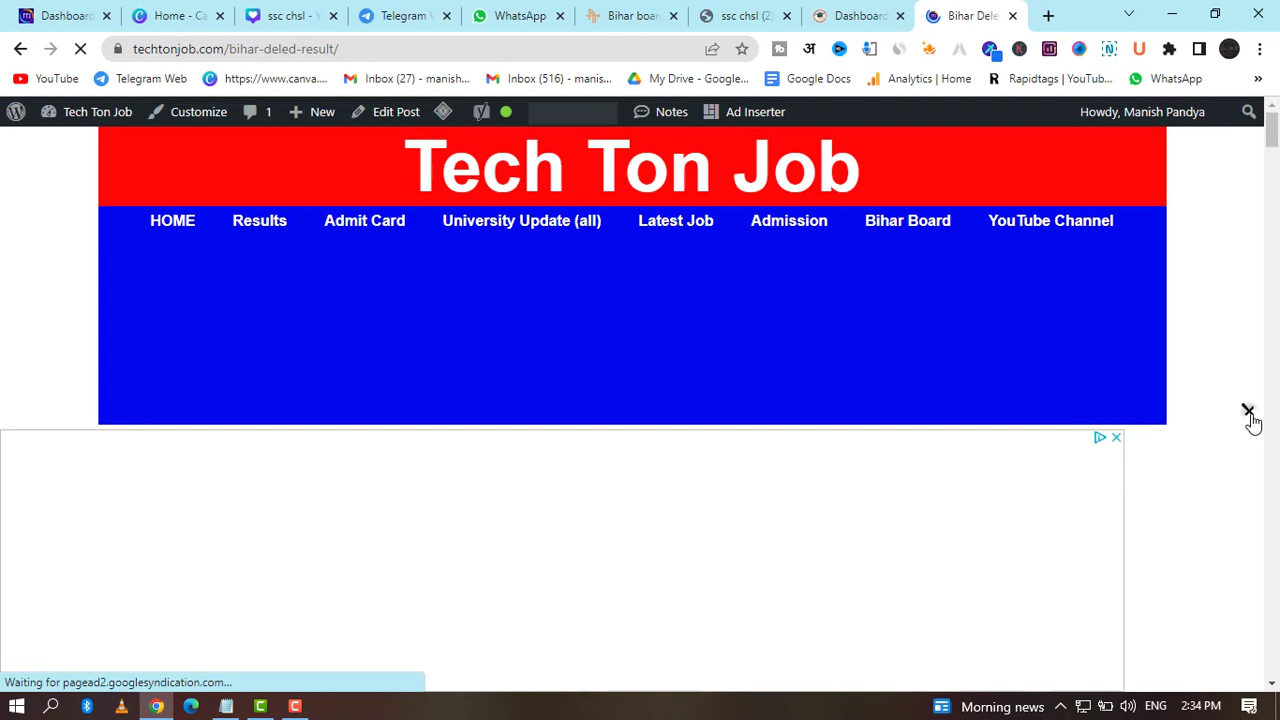 Dashboard
Home - Ca
ssc chsl - Y
Telegram W
WhatsApp
Bihar boar
ssc chsl (2)
Dashboard
Bihar Dele
techtonjob.com/bihar-deled-result/
YouTube
Telegram Web
https://www.canva...
Inbox (27) - manish...
Inbox (516) - manis...
My Drive - Google...
Google Docs
Analytics | Home
Rapidtags | YouTub...
WhatsApp
»
Tech Ton Job
Customize
1
New
Edit Post
Notes
Ad Inserter
Howdy, Manish Pandya
Tech Ton Job
HOME
Results
Admit Card
University Update (all)
Latest Job
Admission
Bihar Board
YouTube Channel
Waiting for pagead2.googlesyndication.com...
Morning news
ENG
2:34 PM